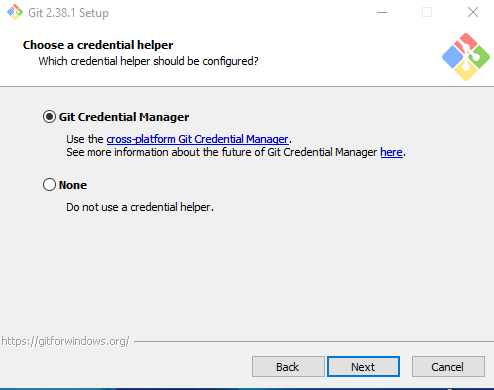 Git 2.38.1 Setup
Choose a credential helper
Which credential helper should be configured?
Git Credential Manager
Use the cross-platform Git Credential Manager.
See more information about the future of Git Credential Manager here.
None
Do not use a credential helper.
https://gitforwindows.org/
Back
Next
Cancel